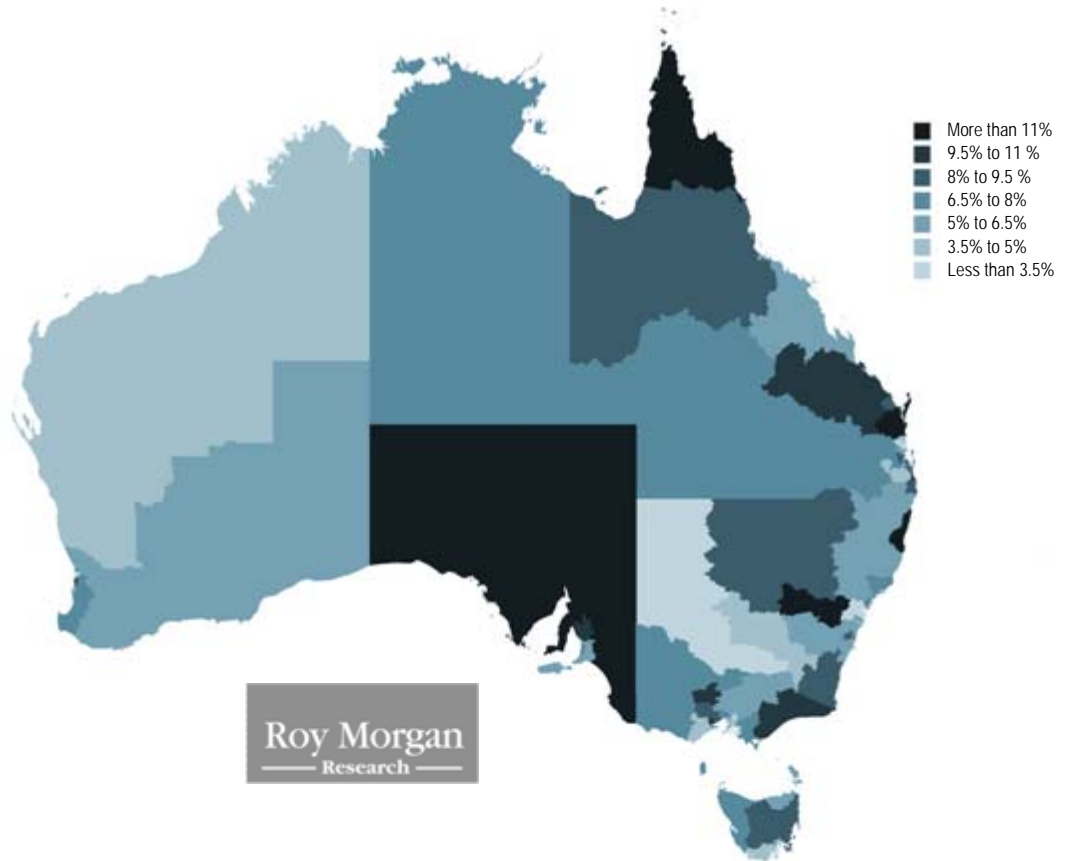 More than 11%
9.5% to 11 %
8% to 9.5 %
6.5% to 8%
5% to 6.5%
3.5% to 5%
Less than 3.5%
Roy Morgan
Research